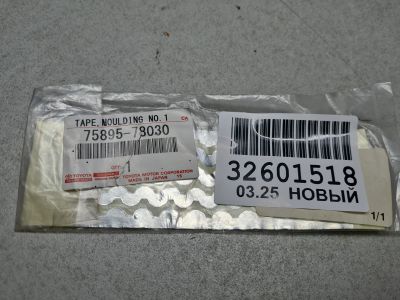 TAPE, MOULDING NO.1
75895-78030
QTY
1
TOYOTA
TOYOTA MOTOR CORPORATION
MADE IN JAPAN
32601518
03.25 НОВЫЙ
1/1